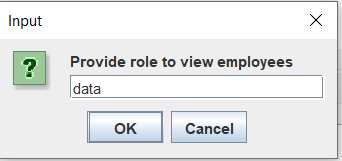 Input
Provide role to view employees
data
OK Cancel